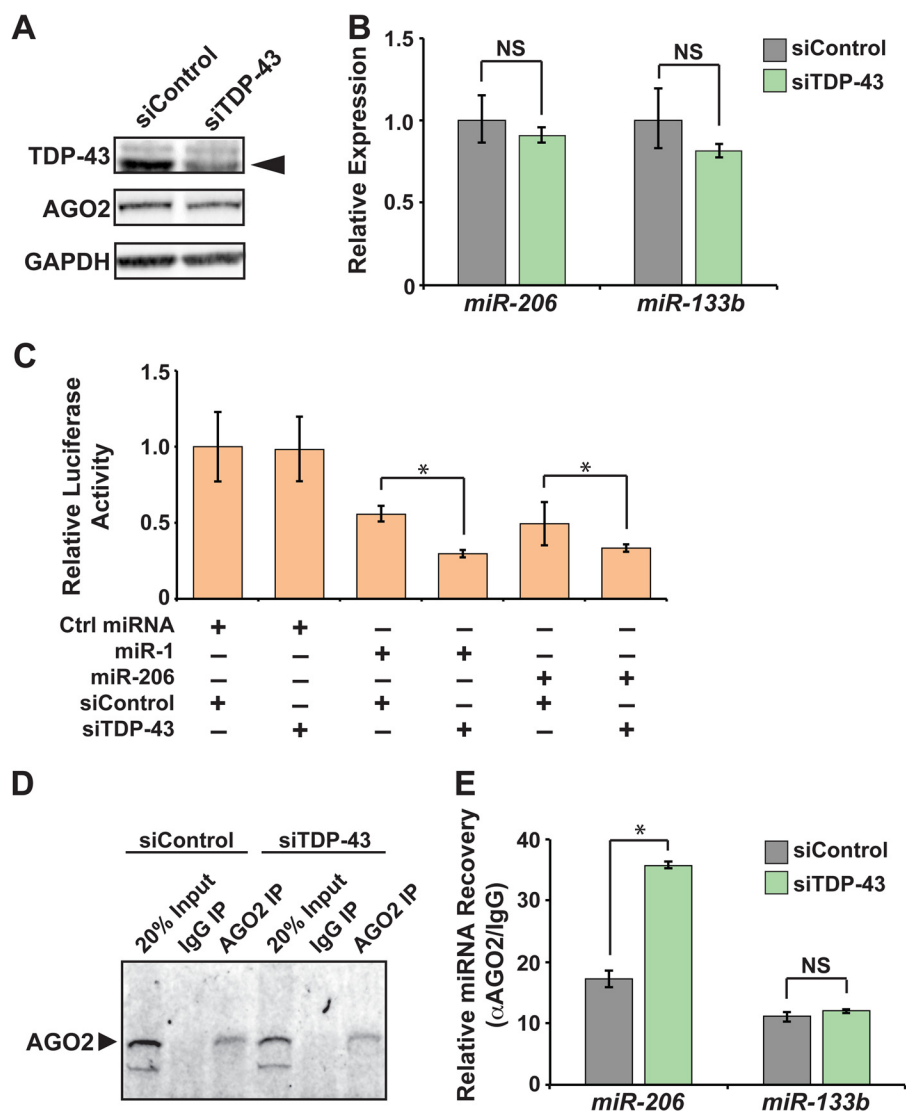 A
siControl
siTDP-43
TDP-43
AGO2
GAPDH
B
Relative Expression
1.5
1.0
0.5
0
NS
NS
siControl
siTDP-43
miR-206
miR-133b
C
Relative Luciferase
Activity
1.5
1.0
0.5
0
*
*
Ctrl miRNA + + – – – –
miR-1 – – + + – –
miR-206 – – – – + +
siControl + – + – + –
siTDP-43 – + – + – +
D
siControl siTDP-43
20% Input
IgG IP
AGO2 IP
20% Input
IgG IP
AGO2 IP
AGO2
E
Relative miRNA Recovery
(αAGO2/IgG)
40
30
20
10
0
*
NS
siControl
siTDP-43
miR-206
miR-133b